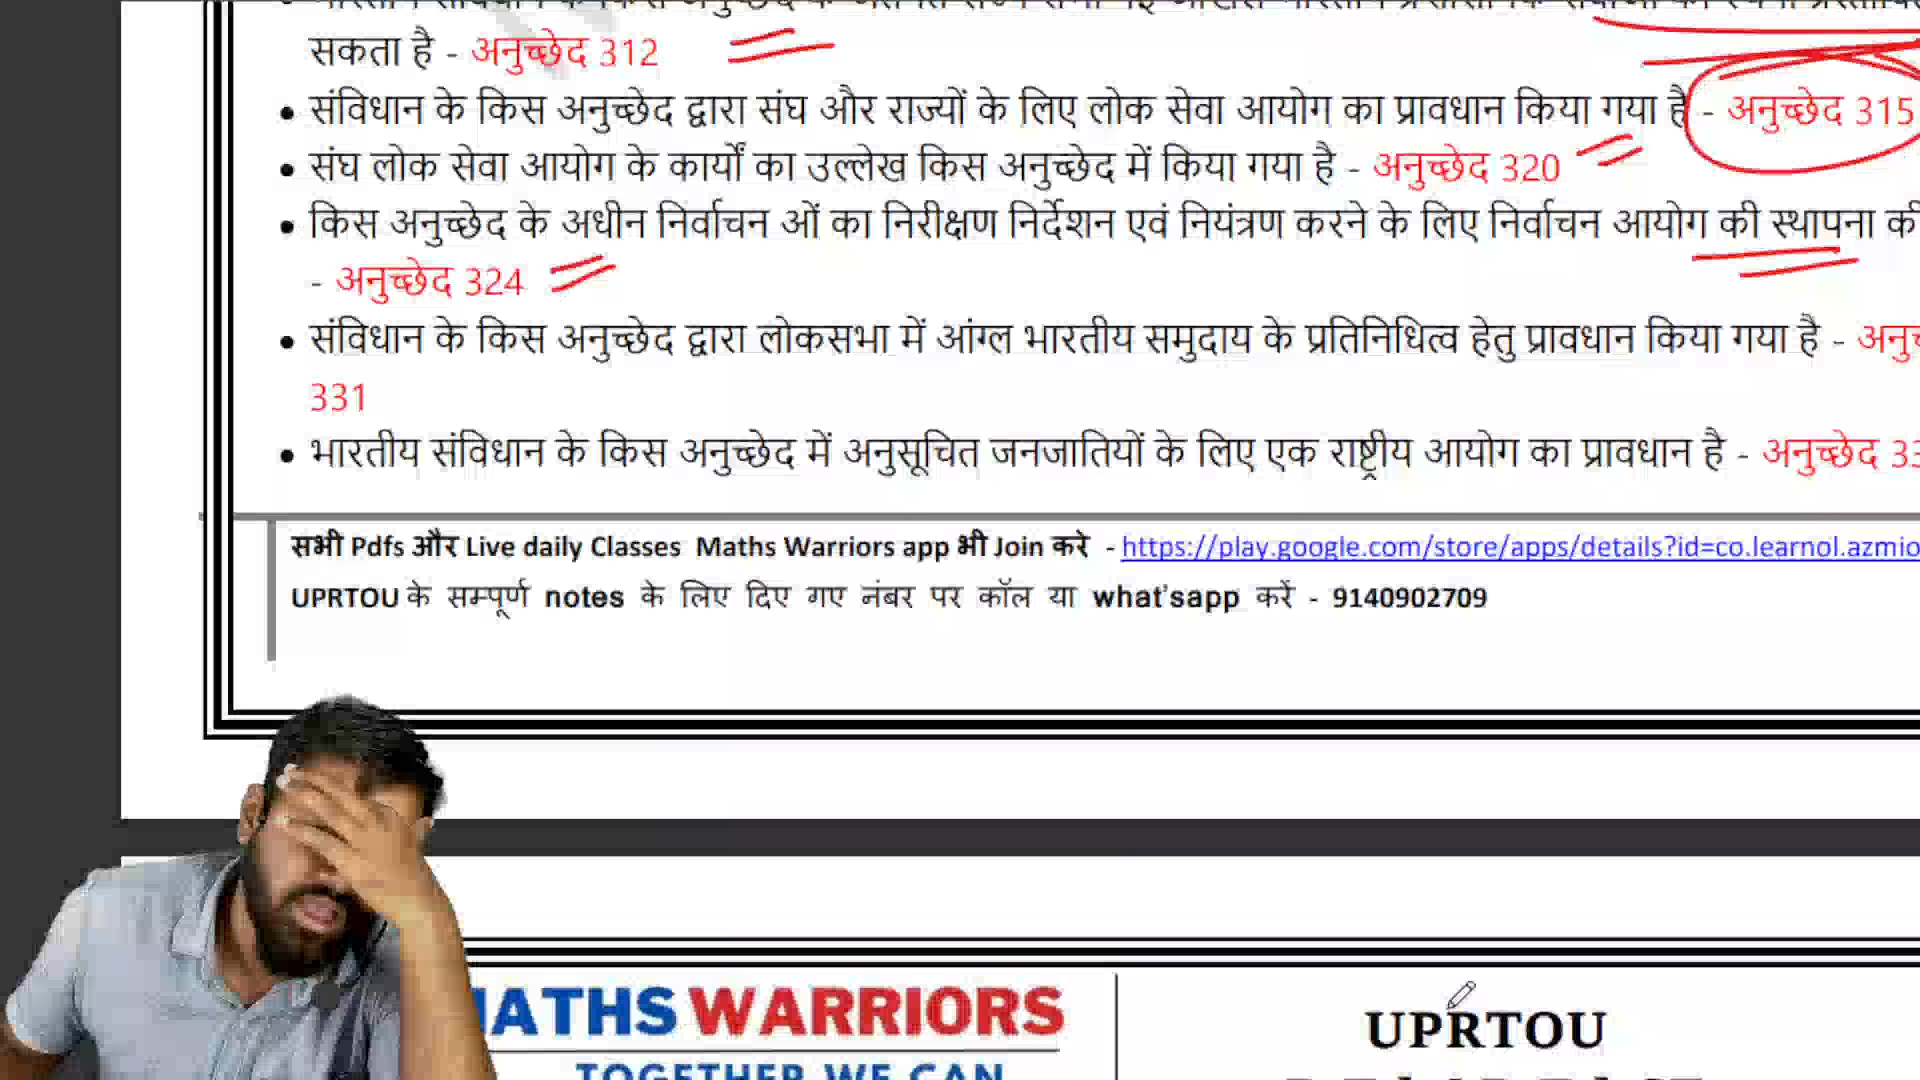 सकता है - अनुच्छेद 312
• संविधान के किस अनुच्छेद द्वारा संघ और राज्यों के लिए लोक सेवा आयोग का प्रावधान किया गया है - अनुच्छेद 315
• संघ लोक सेवा आयोग के कार्यों का उल्लेख किस अनुच्छेद में किया गया है - अनुच्छेद 320
• किस अनुच्छेद के अधीन निर्वाचन ओं का निरीक्षण निर्देशन एवं नियंत्रण करने के लिए निर्वाचन आयोग की स्थापना की
- अनुच्छेद 324
• संविधान के किस अनुच्छेद द्वारा लोकसभा में आंग्ल भारतीय समुदाय के प्रतिनिधित्व हेतु प्रावधान किया गया है -
331
• भारतीय संविधान के किस अनुच्छेद में अनुसूचित जनजातियों के लिए एक राष्ट्रीय आयोग का प्रावधान है - अनुच्छेद
सभी Pdfs और Live daily Classes Maths Warriors app भी Join करे - https://play.google.com/store/apps/details?id=co.learnol.azmio
UPRTOU के सम्पूर्ण notes के लिए दिए गए नंबर पर कॉल या what'sapp करें - 9140902709
MATHS WARRIORS
TOGETHER WE CAN
UPRTOU